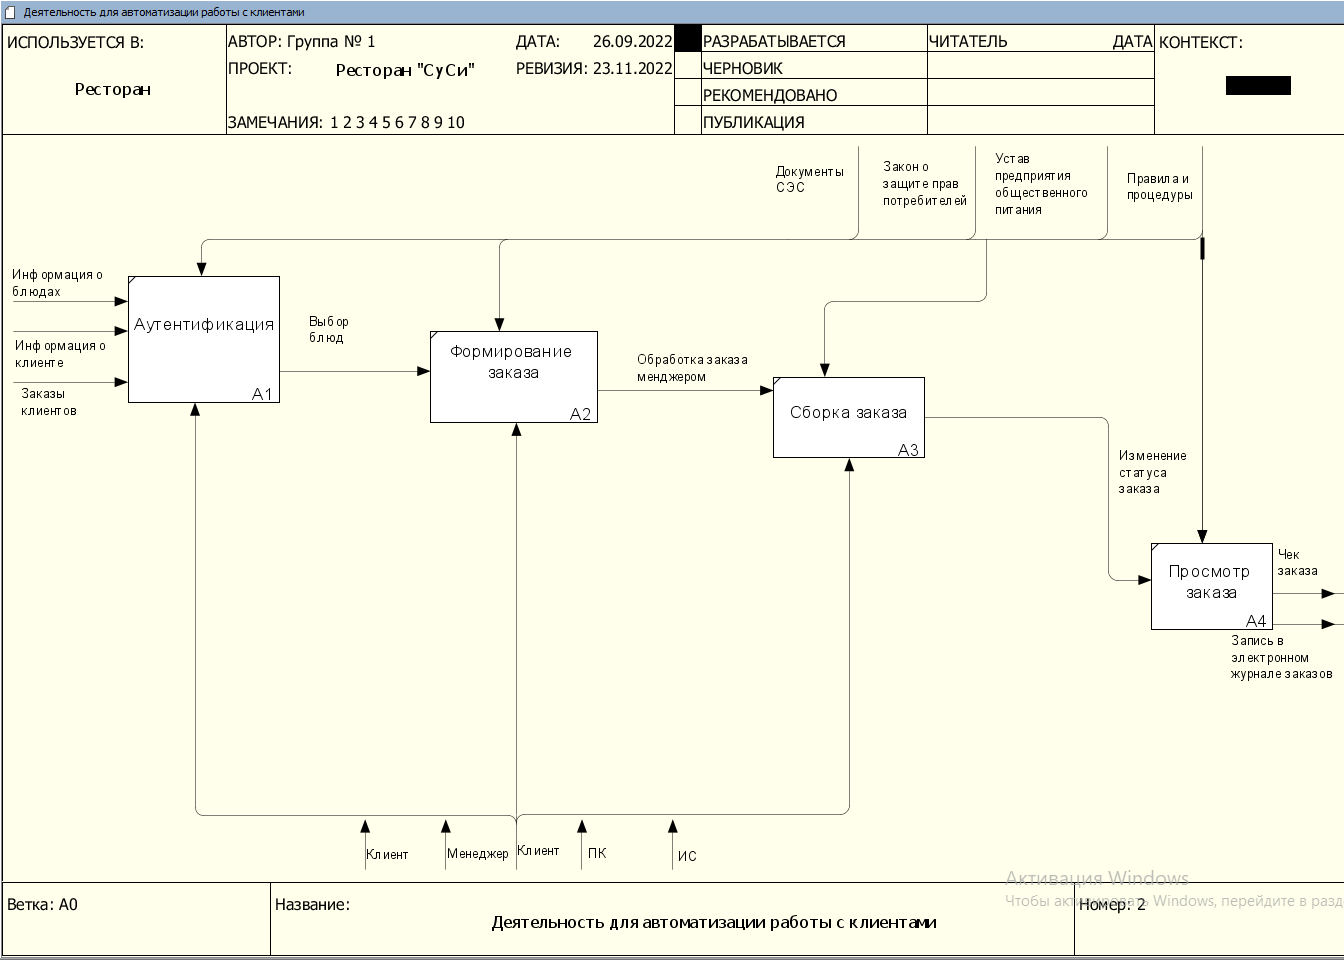 Деятельность для автоматизации работы с клиентами
ИСПОЛЬЗУЕТСЯ В:
Ресторан
АВТОР: Группа № 1
ДАТА: 26.09.2022
ПРОЕКТ: Ресторан "СуСи"
РЕВИЗИЯ: 23.11.2022
ЗАМЕЧАНИЯ: 1 2 3 4 5 6 7 8 9 10
РАЗРАБАТЫВАЕТСЯ
ЧЕРНОВИК
РЕКОМЕНДОВАНО
ПУБЛИКАЦИЯ
ЧИТАТЕЛЬ ДАТА
КОНТЕКСТ:
Документы
СЭС
Закон о
защите прав
потребителей
Устав
предприятия
общественного
питания
Правила и
процедуры
Информация о
блюдах
Информация о
клиенте
Заказы
клиентов
Аутентификация
A1
Выбор
блюд
Формирование
заказа
A2
Обработка заказа
менджером
Сборка заказа
A3
Изменение
статуса
заказа
Просмотр
заказа
A4
Чек
заказа
Запись в
электронном
журнале заказов
Клиент
Менеджер
Клиент
ПК
ИС
Активация Windows
Чтобы активировать Windows, перейдите в разд
Ветка: A0
Название:
Деятельность для автоматизации работы с клиентами
Номер: 2